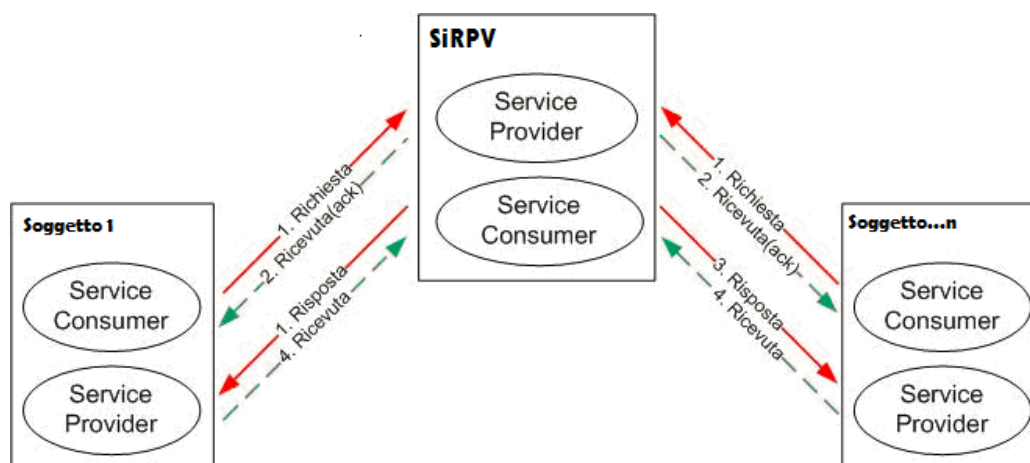 SiRPV
Service
Provider
Service
Consumer
1. Richiesta
2. Ricevuta(ack)
1. Risposta
4. Ricevuta
1. Richiesta
2. Ricevuta(ack)
3. Risposta
4. Ricevuta
Soggetto 1
Service
Consumer
Service
Provider
Soggetto...n
Service
Consumer
Service
Provider